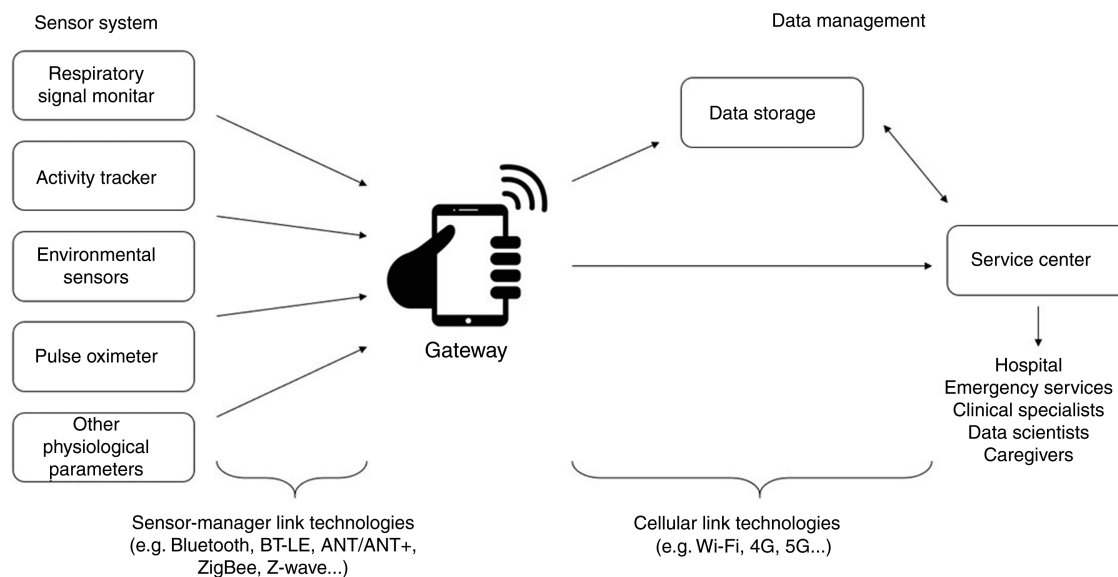 Sensor system
Respiratory
signal monitar
Activity tracker
Environmental
sensors
Pulse oximeter
Other
physiological
parameters
Sensor-manager link technologies
(e.g. Bluetooth, BT-LE, ANT/ANT+,
ZigBee, Z-wave...)
Gateway
Data management
Data storage
Service center
Hospital
Emergency services
Clinical specialists
Data scientists
Caregivers
Cellular link technologies
(e.g. Wi-Fi, 4G, 5G...)